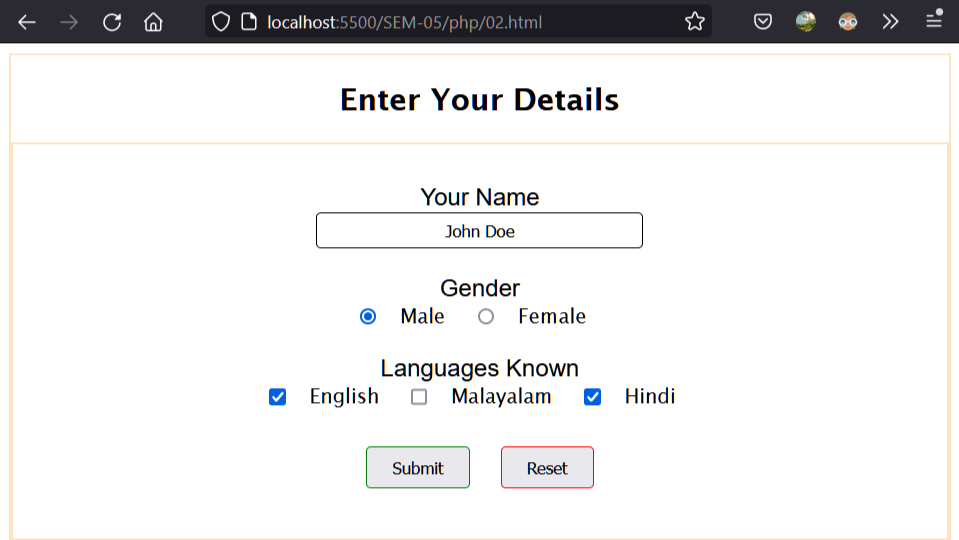 localhost:5500/SEM-05/php/02.html
Enter Your Details
Your Name
John Doe
Gender
Male Female
Languages Known
English Malayalam Hindi
Submit Reset